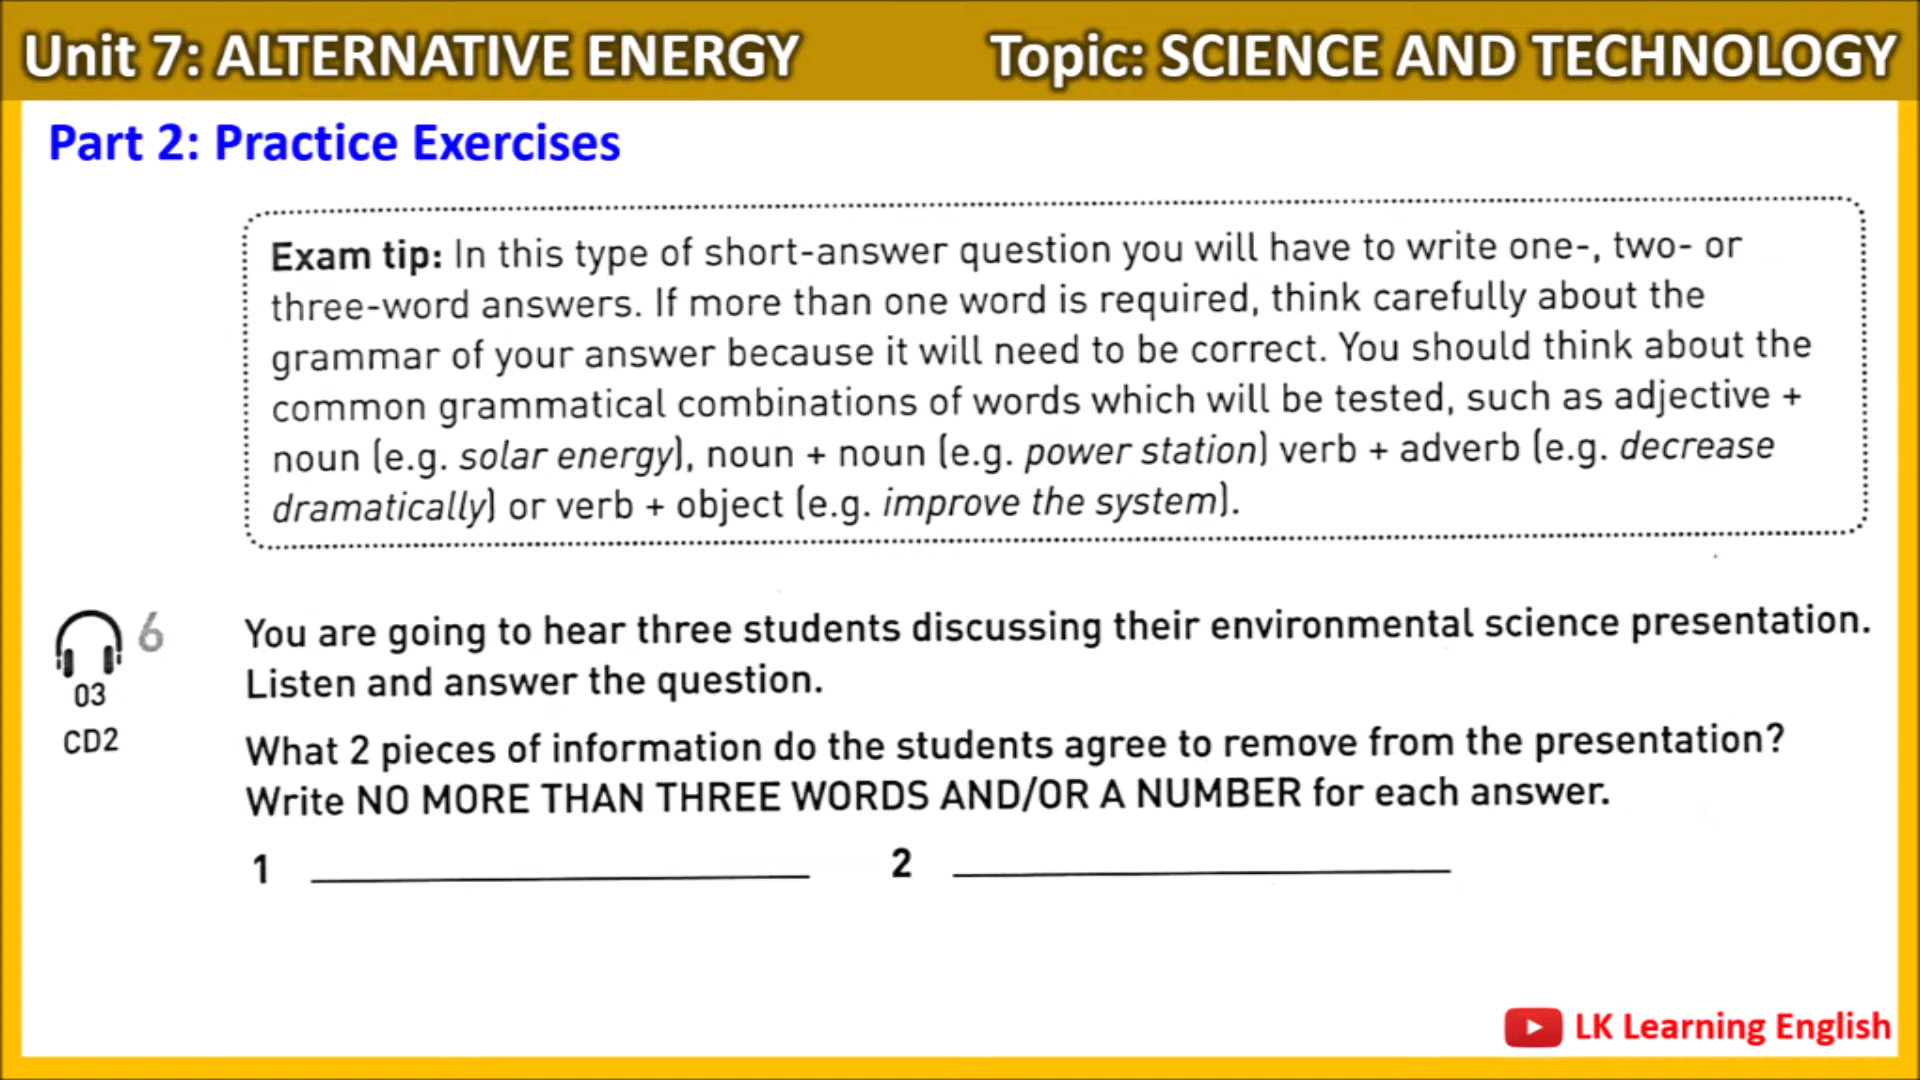 Unit 7: ALTERNATIVE ENERGY
Topic: SCIENCE AND TECHNOLOGY
Part 2: Practice Exercises
Exam tip: In this type of short-answer question you will have to write one-, two- or
three-word answers. If more than one word is required, think carefully about the
grammar of your answer because it will need to be correct. You should think about the
common grammatical combinations of words which will be tested, such as adjective +
noun (e.g. solar energy), noun + noun (e.g. power station) verb + adverb (e.g. decrease
dramatically) or verb + object (e.g. improve the system).
6
03
CD2
You are going to hear three students discussing their environmental science presentation.
Listen and answer the question.
What 2 pieces of information do the students agree to remove from the presentation?
Write NO MORE THAN THREE WORDS AND/OR A NUMBER for each answer.
1
2
LK Learning English